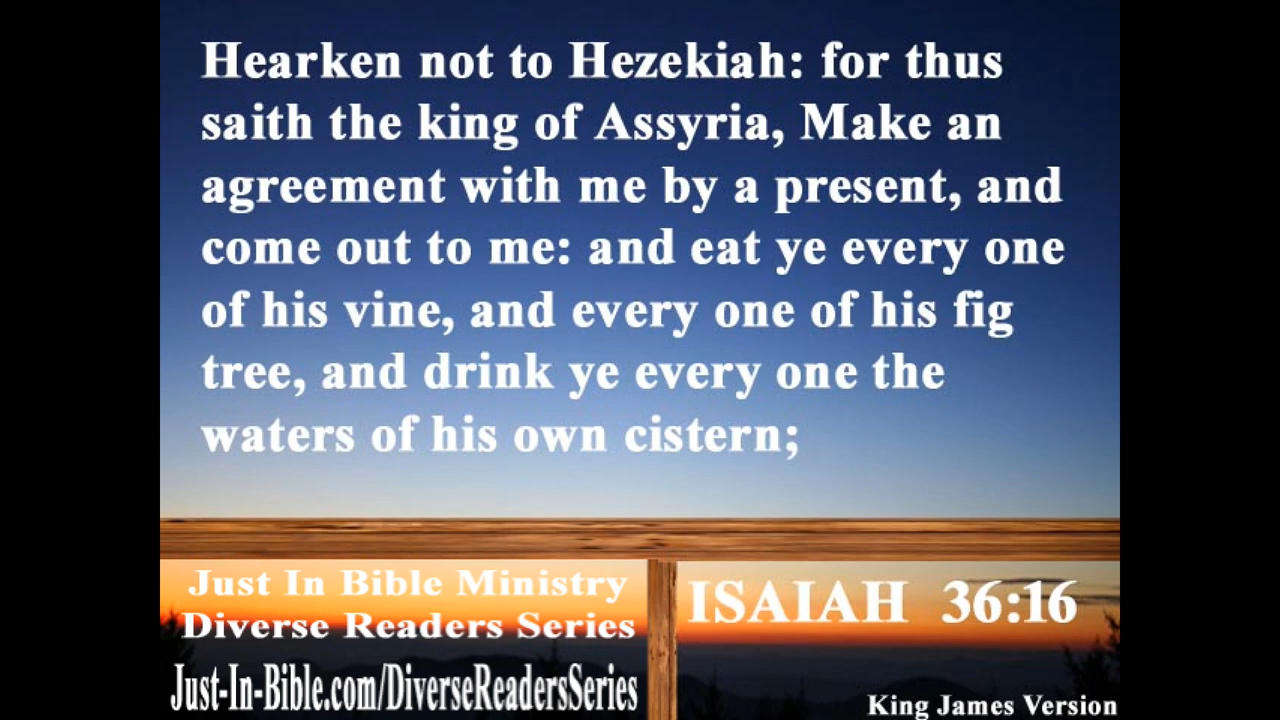 Hearken not to Hezekiah: for thus
saith the king of Assyria, Make an
agreement with me by a present, and
come out to me: and eat ye every one
of his vine, and every one of his fig
tree, and drink ye every one the
waters of his own cistern;
Just In Bible Ministry
Diverse Readers Series
Just-In-Bible.com/DiverseReadersSeries
ISAIAH 36:16
King James Version